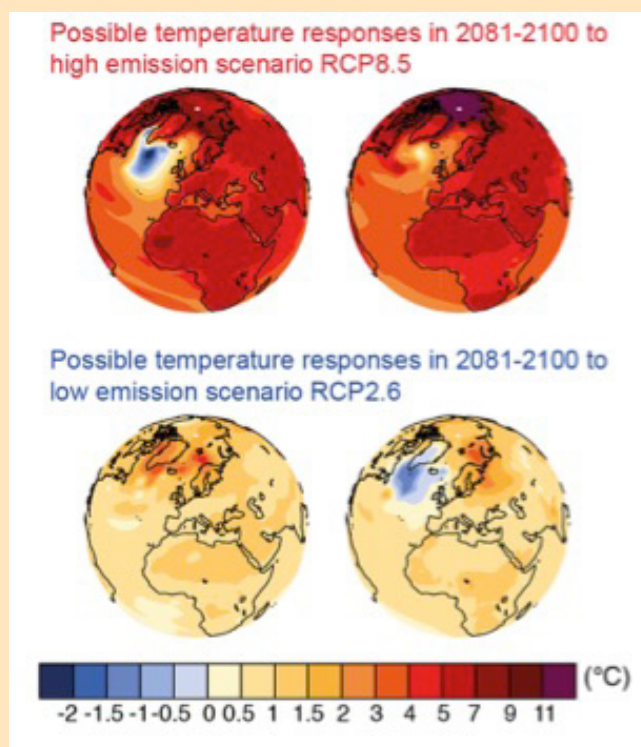 Possible temperature responses in 2081-2100 to
high emission scenario RCP8.5
Possible temperature responses in 2081-2100 to
low emission scenario RCP2.6
(°C)
-2 -1.5 -1 -0.5 0 0.5 1 1.5 2 3 4 5 7 9 11